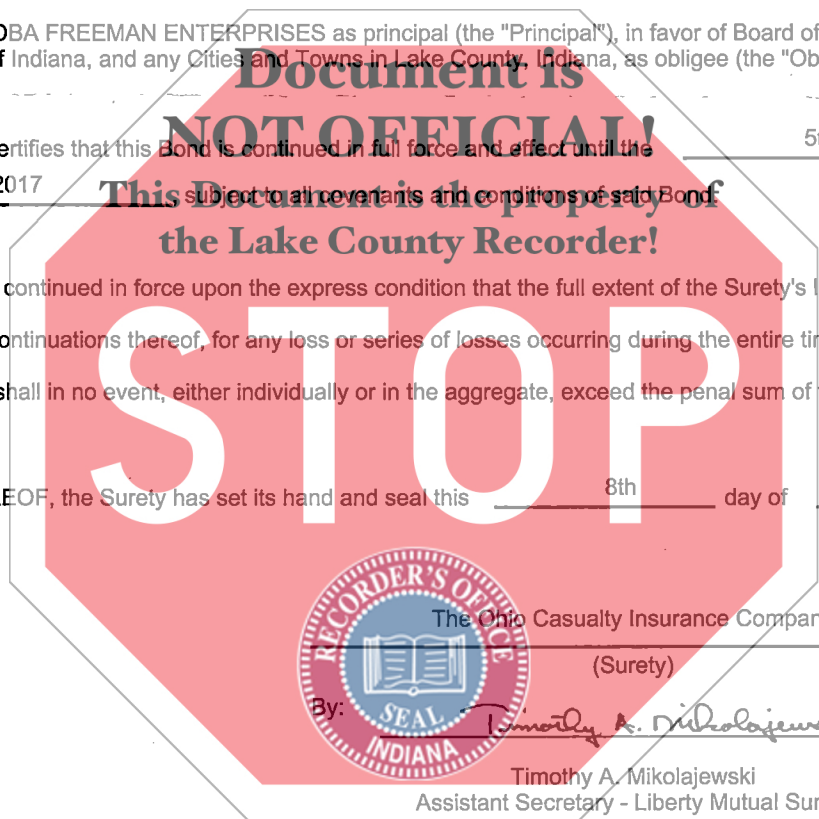 DBA FREEMAN ENTERPRISES as principal (the "Principal"), in favor of Board of
f Indiana, and any Cities and Towns in Lake County, Indiana, as obligee (the "Ob
Document is
NOT OFFICIAL!
ertifies that this Bond is continued in full force and effect until the 5t
2017 , subject to all covenants and conditions of said Bond.
This Document is the property of
the Lake County Recorder!
continued in force upon the express condition that the full extent of the Surety's l
ontinuations thereof, for any loss or series of losses occurring during the entire tim
shall in no event, either individually or in the aggregate, exceed the penal sum of
STOP
EOF, the Surety has set its hand and seal this 8th day of
RECORDER'S OFFICE
SEAL
INDIANA
The Ohio Casualty Insurance Compan
(Surety)
By: Timothy A. Mikolajews
Timothy A. Mikolajewski
Assistant Secretary - Liberty Mutual Sur